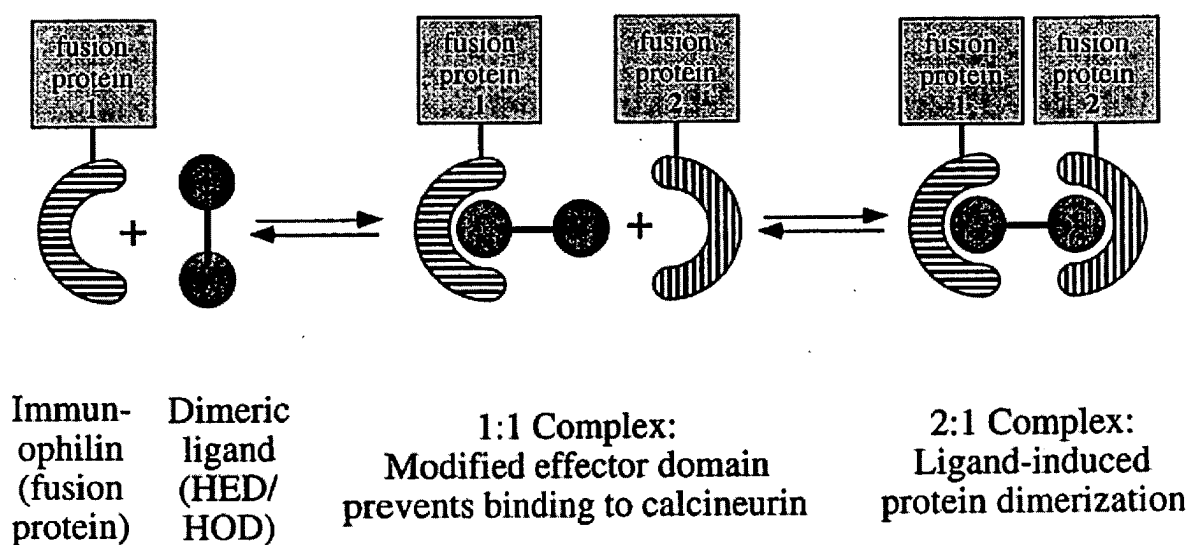 fusion
protein
1
fusion
protein
1
fusion
protein
2
fusion
protein
1
fusion
protein
2
+
+
Immun-
ophilin
(fusion
protein)
Dimeric
ligand
(HED/
HOD)
1:1 Complex:
Modified effector domain
prevents binding to calcineurin
2:1 Complex:
Ligand-induced
protein dimerization